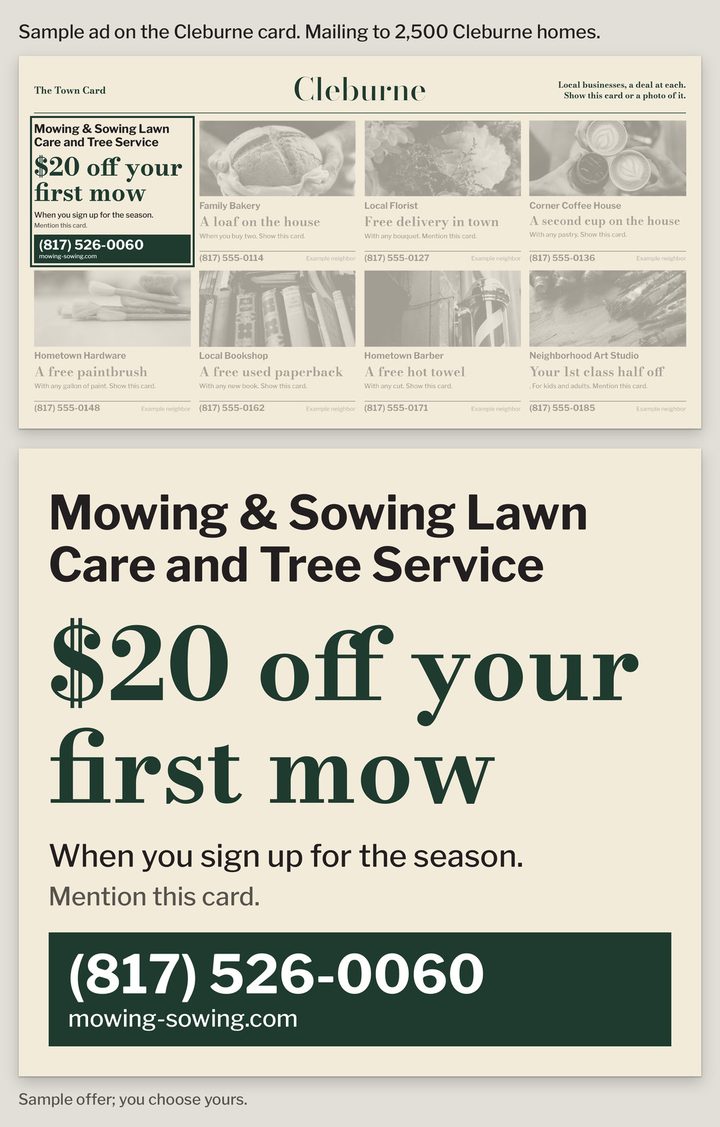 Sample ad on the Cleburne card. Mailing to 2,500 Cleburne homes.
The Town Card
Cleburne
Local businesses, a deal at each.
Show this card or a photo of it.
Mowing & Sowing Lawn
Care and Tree Service
$20 off your
first mow
When you sign up for the season.
Mention this card.
(817) 526-0060
mowing-sowing.com
Family Bakery
A loaf on the house
When you buy two. Show this card.
(817) 555-0114
Example neighbor
Local Florist
Free delivery in town
With any bouquet. Mention this card.
(817) 555-0127
Example neighbor
Corner Coffee House
A second cup on the house
With any pastry. Show this card.
(817) 555-0136
Example neighbor
Hometown Hardware
A free paintbrush
With any gallon of paint. Show this card.
(817) 555-0148
Example neighbor
Local Bookshop
A free used paperback
With any new book. Show this card.
(817) 555-0162
Example neighbor
Hometown Barber
A free hot towel
With any cut. Show this card.
(817) 555-0171
Example neighbor
Neighborhood Art Studio
Your 1st class half off
For kids and adults. Mention this card.
(817) 555-0185
Example neighbor
Mowing & Sowing Lawn
Care and Tree Service
$20 off your
first mow
When you sign up for the season.
Mention this card.
(817) 526-0060
mowing-sowing.com
Sample offer; you choose yours.